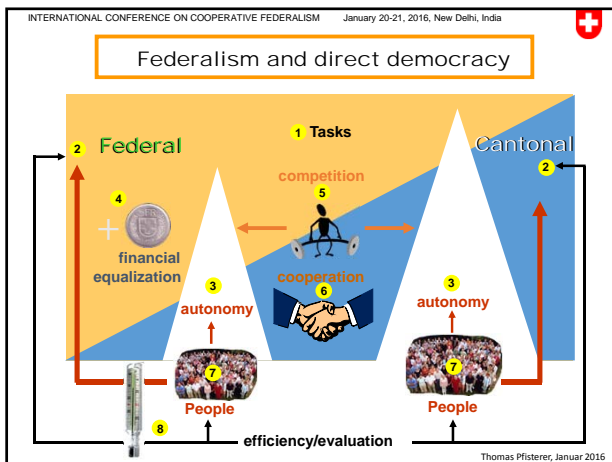 INTERNATIONAL CONFERENCE ON COOPERATIVE FEDERALISM January 20-21, 2016, New Delhi, India
Federalism and direct democracy
1 Tasks
2 Federal
Cantonal
2
competition
5
4
+
financial
equalization
cooperation
6
3
autonomy
3
autonomy
7
People
7
People
8
efficiency/evaluation
Thomas Pfisterer, Januar 2016